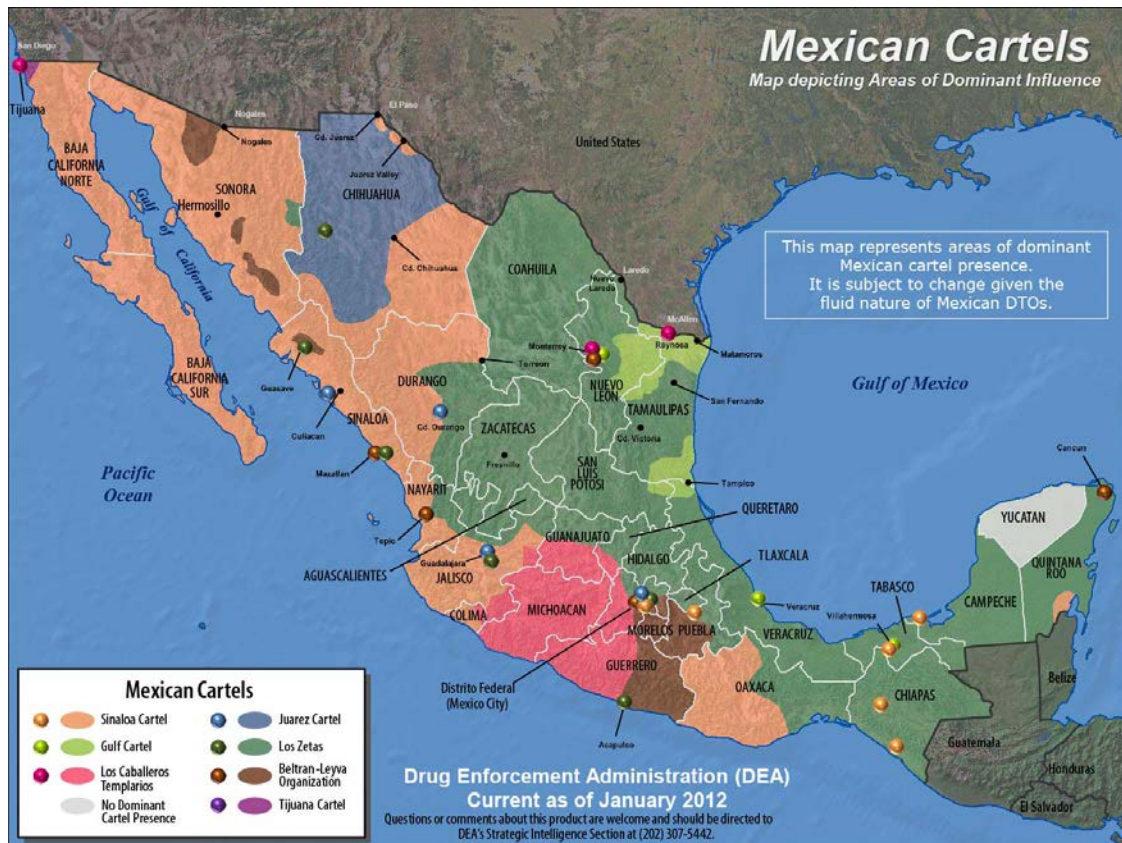 Mexican Cartels
Map depicting Areas of Dominant Influence
San Diego
Tijuana
BAJA
CALIFORNIA
NORTE
Nogales
Nogales
SONORA
Hermosillo
Gulf of California
El Paso
Cd. Juarez
Juarez Valley
CHIHUAHUA
Cd. Chihuahua
United States
This map represents areas of dominant
Mexican cartel presence.
It is subject to change given the
fluid nature of Mexican DTOs.
COAHUILA
Laredo
Nuevo
Laredo
McAllen
Raynosa
Matamoros
Monterrey
Torreon
NUEVO
LEON
TAMAULIPAS
San Fernando
Cd. Victoria
Gulf of Mexico
BAJA
CALIFORNIA
SUR
Guasave
Culiacan
SINALOA
DURANGO
Cd. Durango
ZACATECAS
Fresnillo
SAN
LUIS
POTOSI
Tampico
Pacific
Ocean
Mazatlan
NAYARIT
Tepic
AGUASCALIENTES
Guadalajara
JALISCO
COLIMA
GUANAJUATO
QUERETARO
HIDALGO
TLAXCALA
MICHOACAN
MORELOS
PUEBLA
GUERRERO
Distrito Federal
(Mexico City)
Acapulco
OAXACA
VERACRUZ
Veracruz
Villahermosa
TABASCO
CHIAPAS
CAMPECHE
YUCATAN
Cancun
QUINTANA
ROO
Belize
Guatemala
Honduras
El Salvador
Mexican Cartels
Sinaloa Cartel
Gulf Cartel
Los Caballeros
Templarios
No Dominant
Cartel Presence
Juarez Cartel
Los Zetas
Beltran-Leyva
Organization
Tijuana Cartel
Drug Enforcement Administration (DEA)
Current as of January 2012
Questions or comments about this product are welcome and should be directed to
DEA's Strategic Intelligence Section at (202) 307-5442.